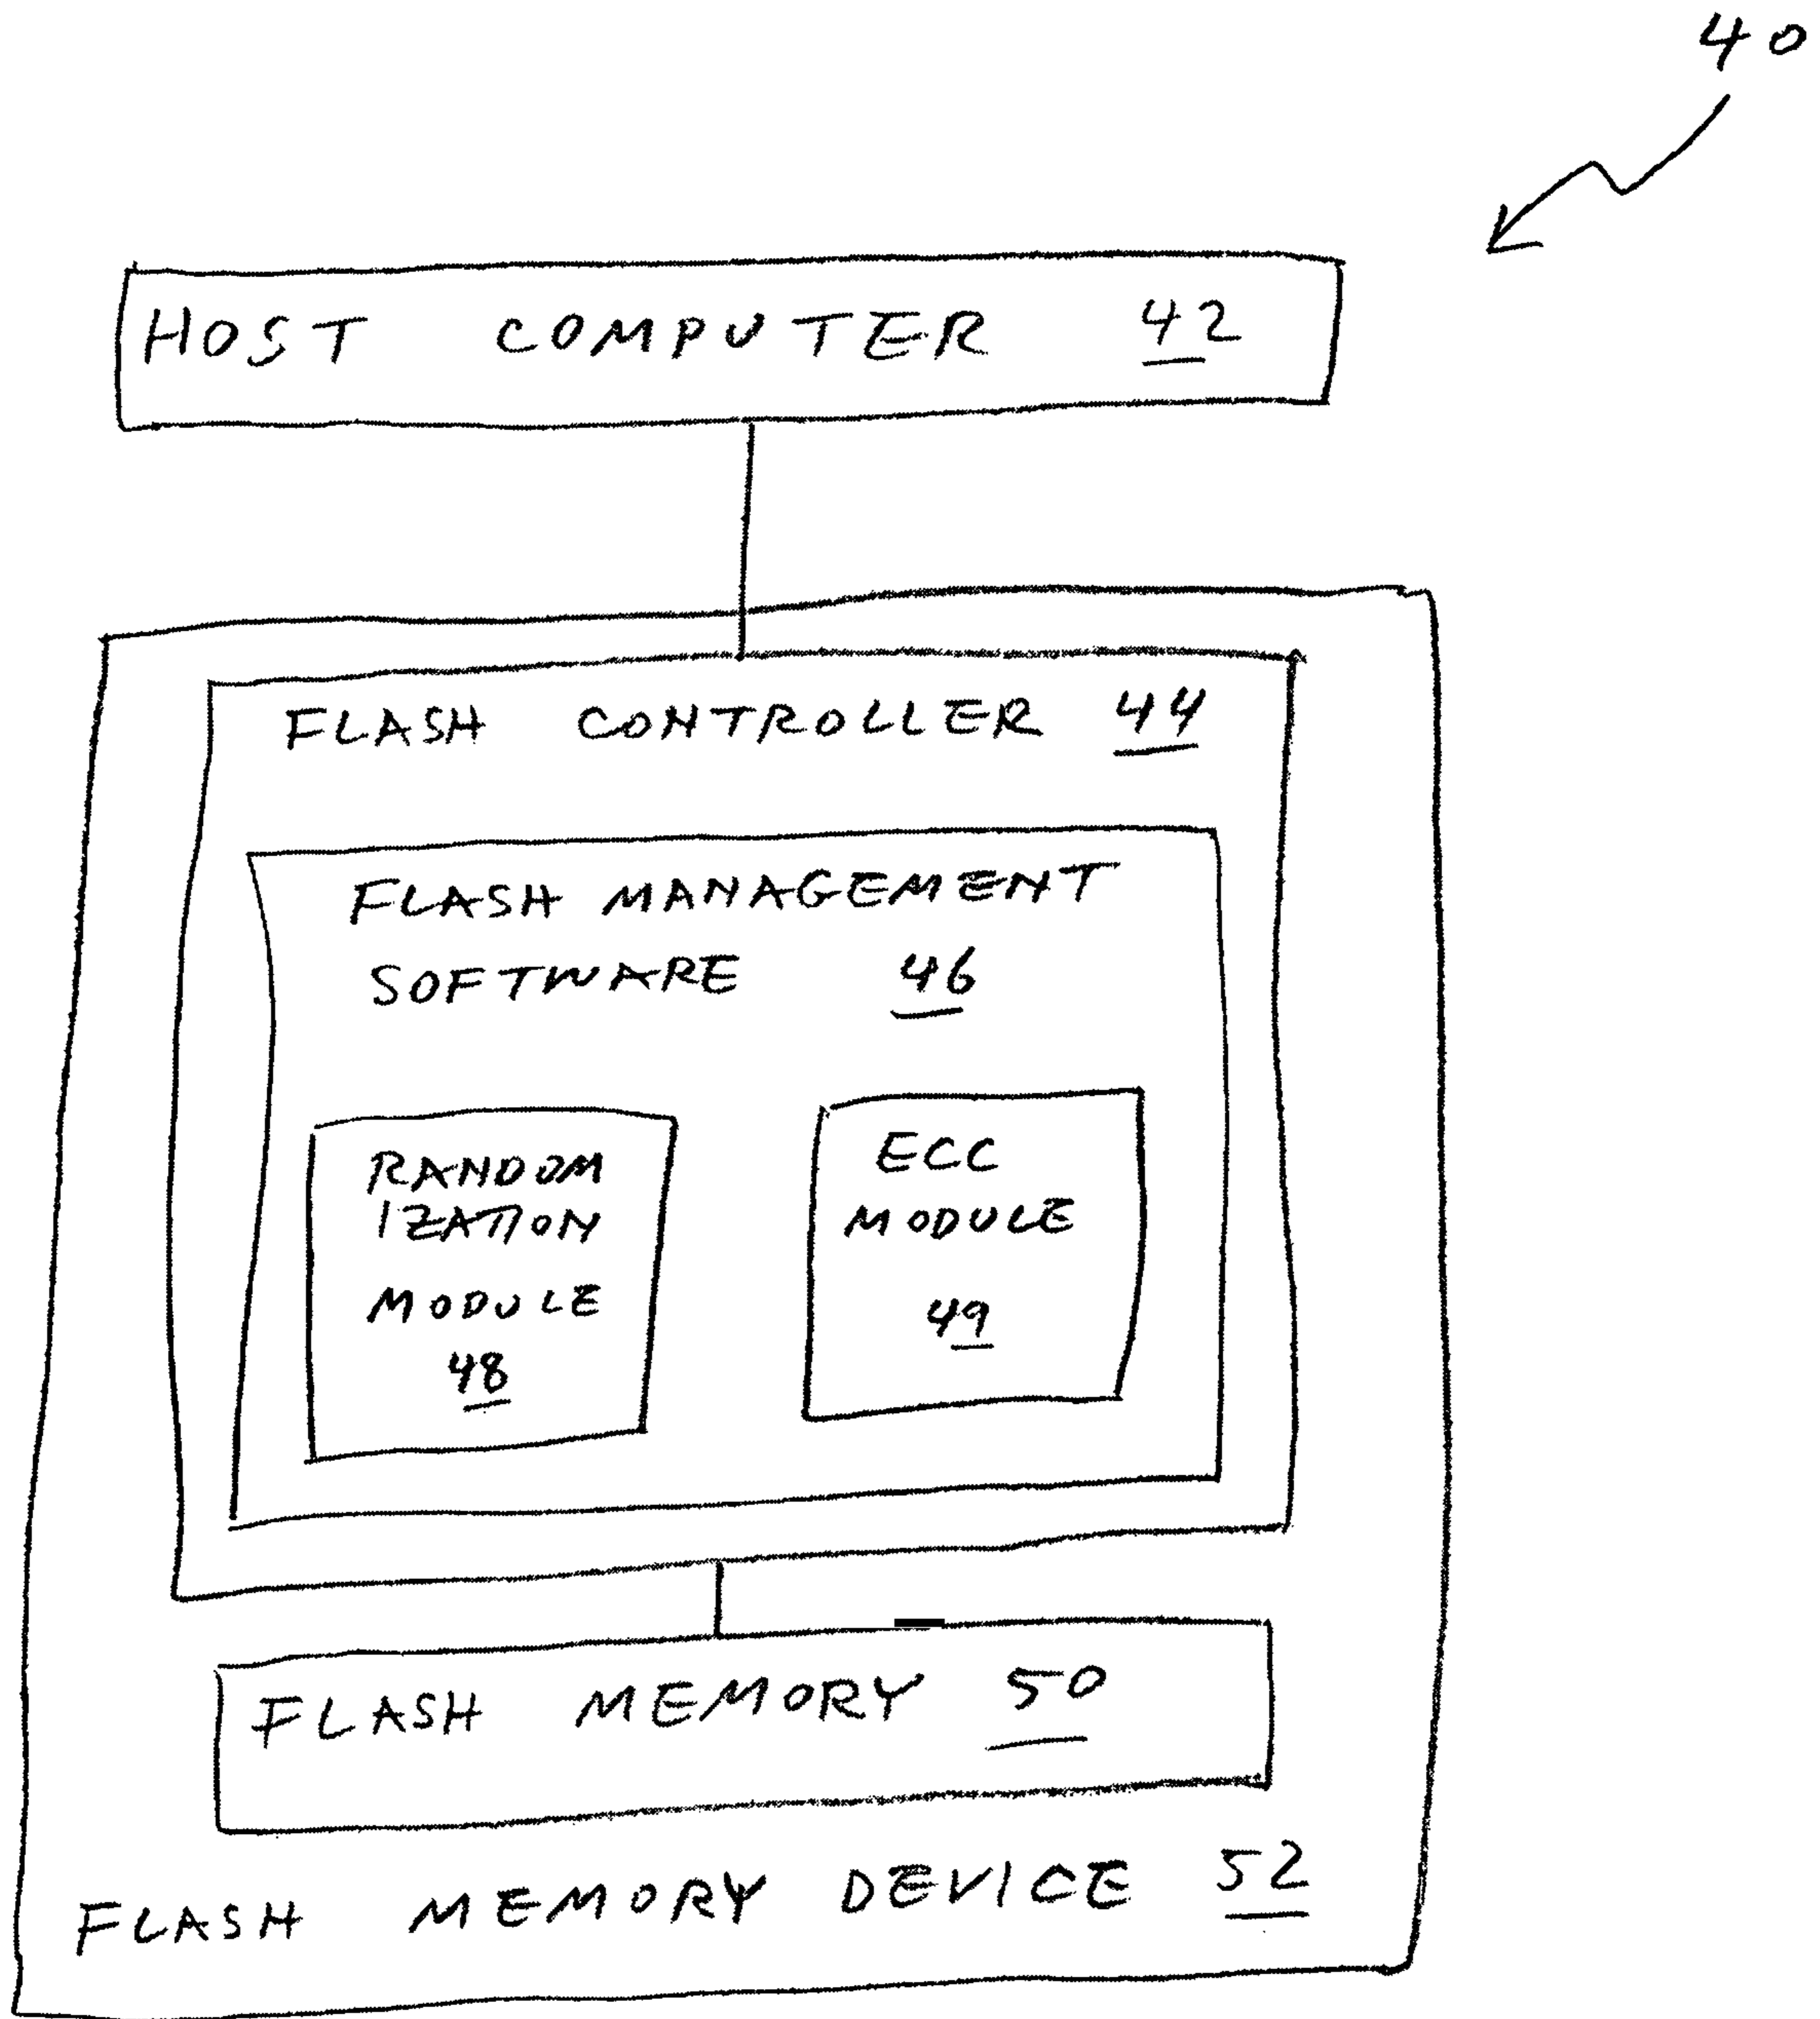 40
HOST COMPUTER 42
FLASH CONTROLLER 44
FLASH MANAGEMENT
SOFTWARE 46
RANDOM
IZATION
MODULE
48
ECC
MODULE
49
FLASH MEMORY 50
FLASH MEMORY DEVICE 52